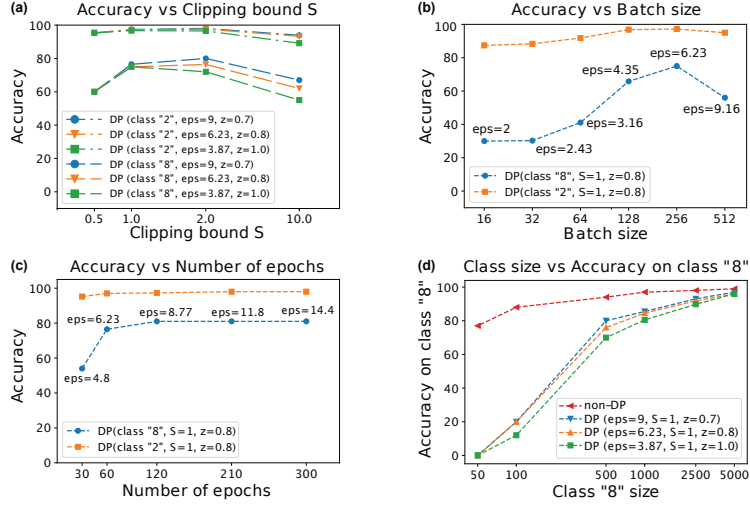 (a)
Accuracy vs Clipping bound S
100
80
60
40
20
0
Accuracy
DP (class "2", eps=9, z=0.7)
DP (class "2", eps=6.23, z=0.8)
DP (class "2", eps=3.87, z=1.0)
DP (class "8", eps=9, z=0.7)
DP (class "8", eps=6.23, z=0.8)
DP (class "8", eps=3.87, z=1.0)
0.5 1.0 2.0 10.0
Clipping bound S
(b)
Accuracy vs Batch size
100
80
60
40
20
0
Accuracy
eps=6.23
eps=4.35
eps=9.16
eps=3.16
eps=2
eps=2.43
DP(class "8", S=1, z=0.8)
DP(class "2", S=1, z=0.8)
16 32 64 128 256 512
Batch size
(c)
Accuracy vs Number of epochs
100
80
60
40
20
0
Accuracy
eps=6.23
eps=8.77
eps=11.8
eps=14.4
eps=4.8
DP(class "8", S=1, z=0.8)
DP(class "2", S=1, z=0.8)
30 60 120 210 300
Number of epochs
(d)
Class size vs Accuracy on class "8"
100
80
60
40
20
0
Accuracy on class "8"
non–DP
DP (eps=9, S=1, z=0.7)
DP (eps=6.23, S=1, z=0.8)
DP (eps=3.87, S=1, z=1.0)
50 100 500 1000 2500 5000
Class "8" size